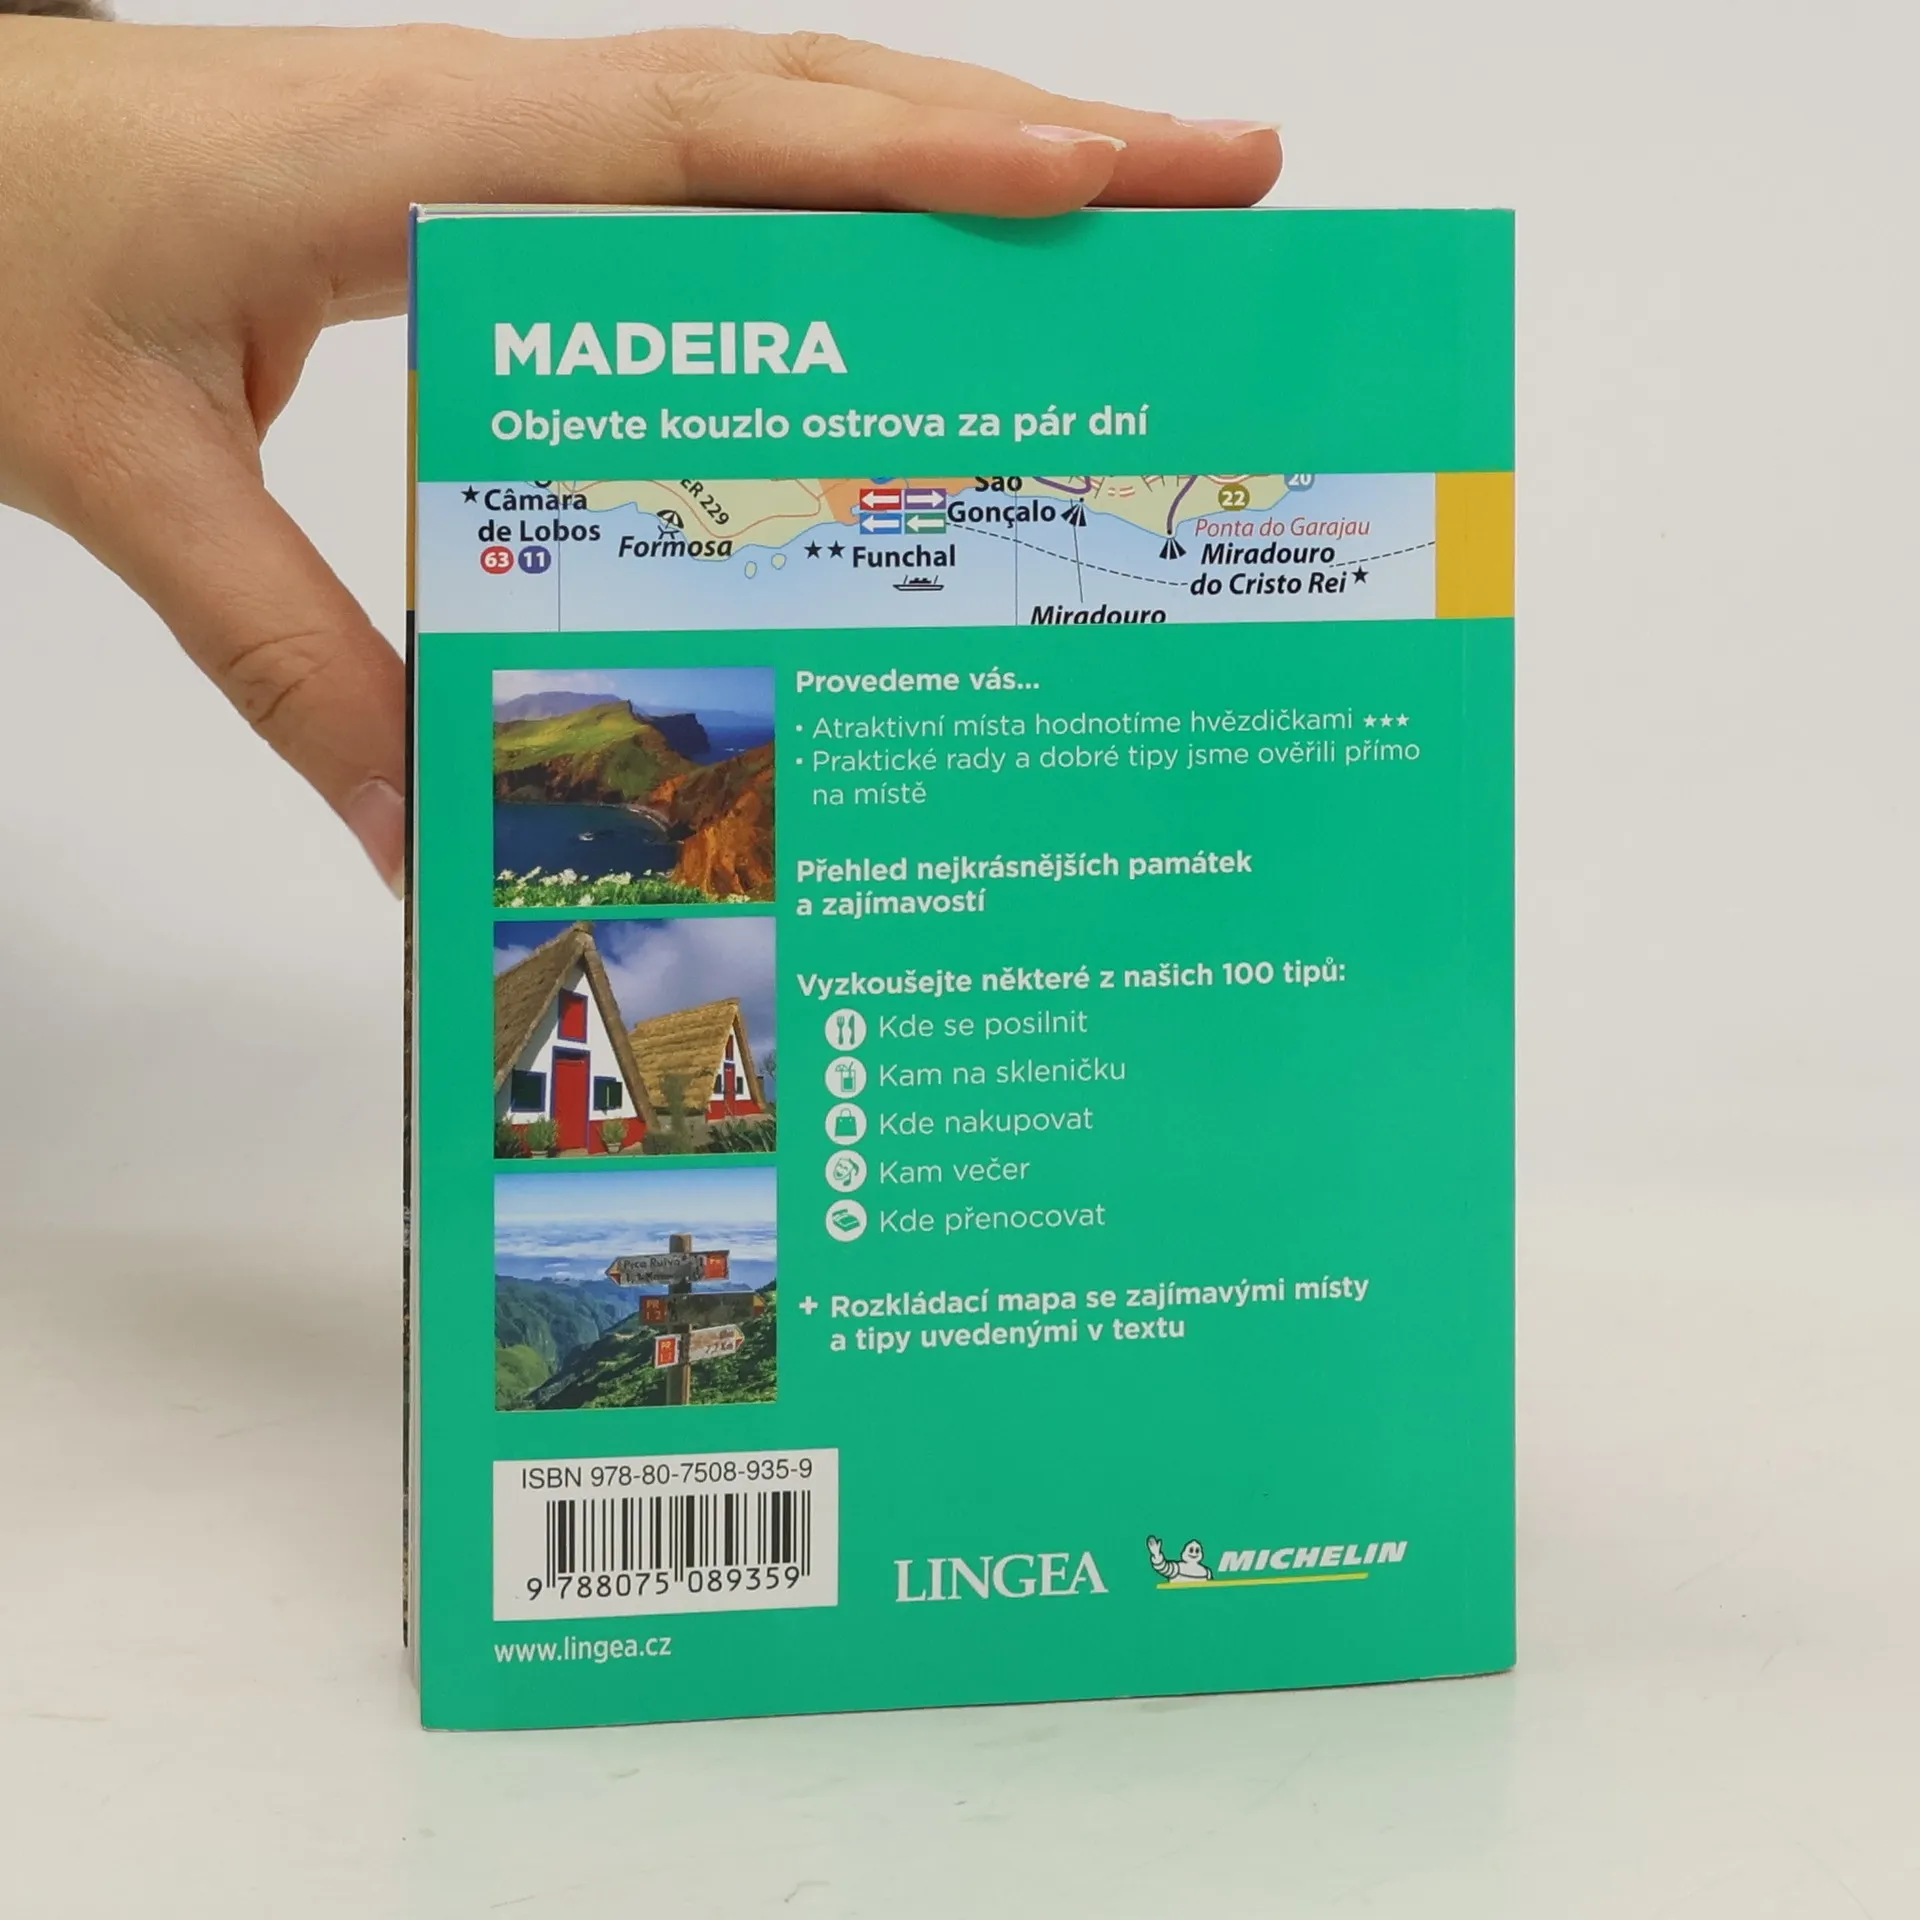 MADEIRA
Objevte kouzlo ostrova za pár dní
★ Câmara
de Lobos
63 11
Formosa
ER 229
★★ Funchal
São
Gonçalo
22
20
Ponta do Garajau
Miradouro
do Cristo Rei ★
Miradouro
Provedeme vás...
• Atraktivní místa hodnotíme hvězdičkami ★★★
• Praktické rady a dobré tipy jsme ověřili přímo
na místě
Přehled nejkrásnějších památek
a zajímavostí
Vyzkoušejte některé z našich 100 tipů:
Kde se posilnit
Kam na skleničku
Kde nakupovat
Kam večer
Kde přenocovat
+ Rozkládací mapa se zajímavými místy
a tipy uvedenými v textu
Pico Ruivo
PR
PR
ISBN 978-80-7508-935-9
9 788075 089359
LINGEA
MICHELIN
www.lingea.cz